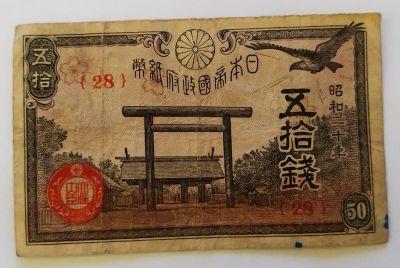 日本帝國政府紙幣
五拾
{28}
昭和二十年
五拾錢
{28}
50